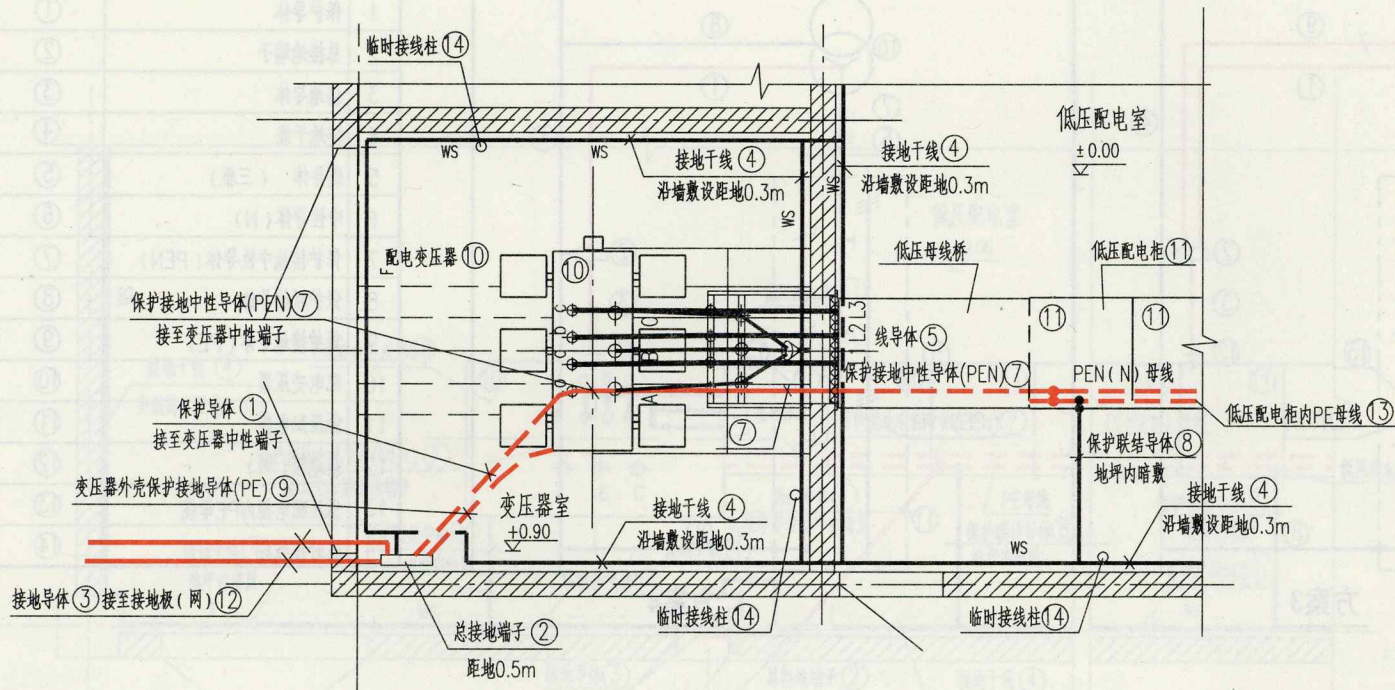 临时接线柱⑭
低压配电室
±0.00
WS
WS
接地干线④
沿墙敷设距地0.3m
接地干线④
沿墙敷设距地0.3m
WS
WS
配电变压器⑩
⑩
低压母线桥
低压配电柜⑪
保护接地中性导体(PEN)⑦
接至变压器中性端子
C
B
A
L2 L3
线导体⑤
⑪
⑪
保护接地中性导体(PEN)⑦
PEN(N)母线
保护导体①
接至变压器中性端子
⑦
低压配电柜内PE母线⑬
保护联结导体⑧
地坪内暗敷
变压器外壳保护接地导体(PE)⑨
变压器室
+0.90
接地干线④
沿墙敷设距地0.3m
接地干线④
沿墙敷设距地0.3m
WS
接地导体③接至接地极(网)⑫
总接地端子②
距地0.5m
临时接线柱⑭
临时接线柱⑭
方案3